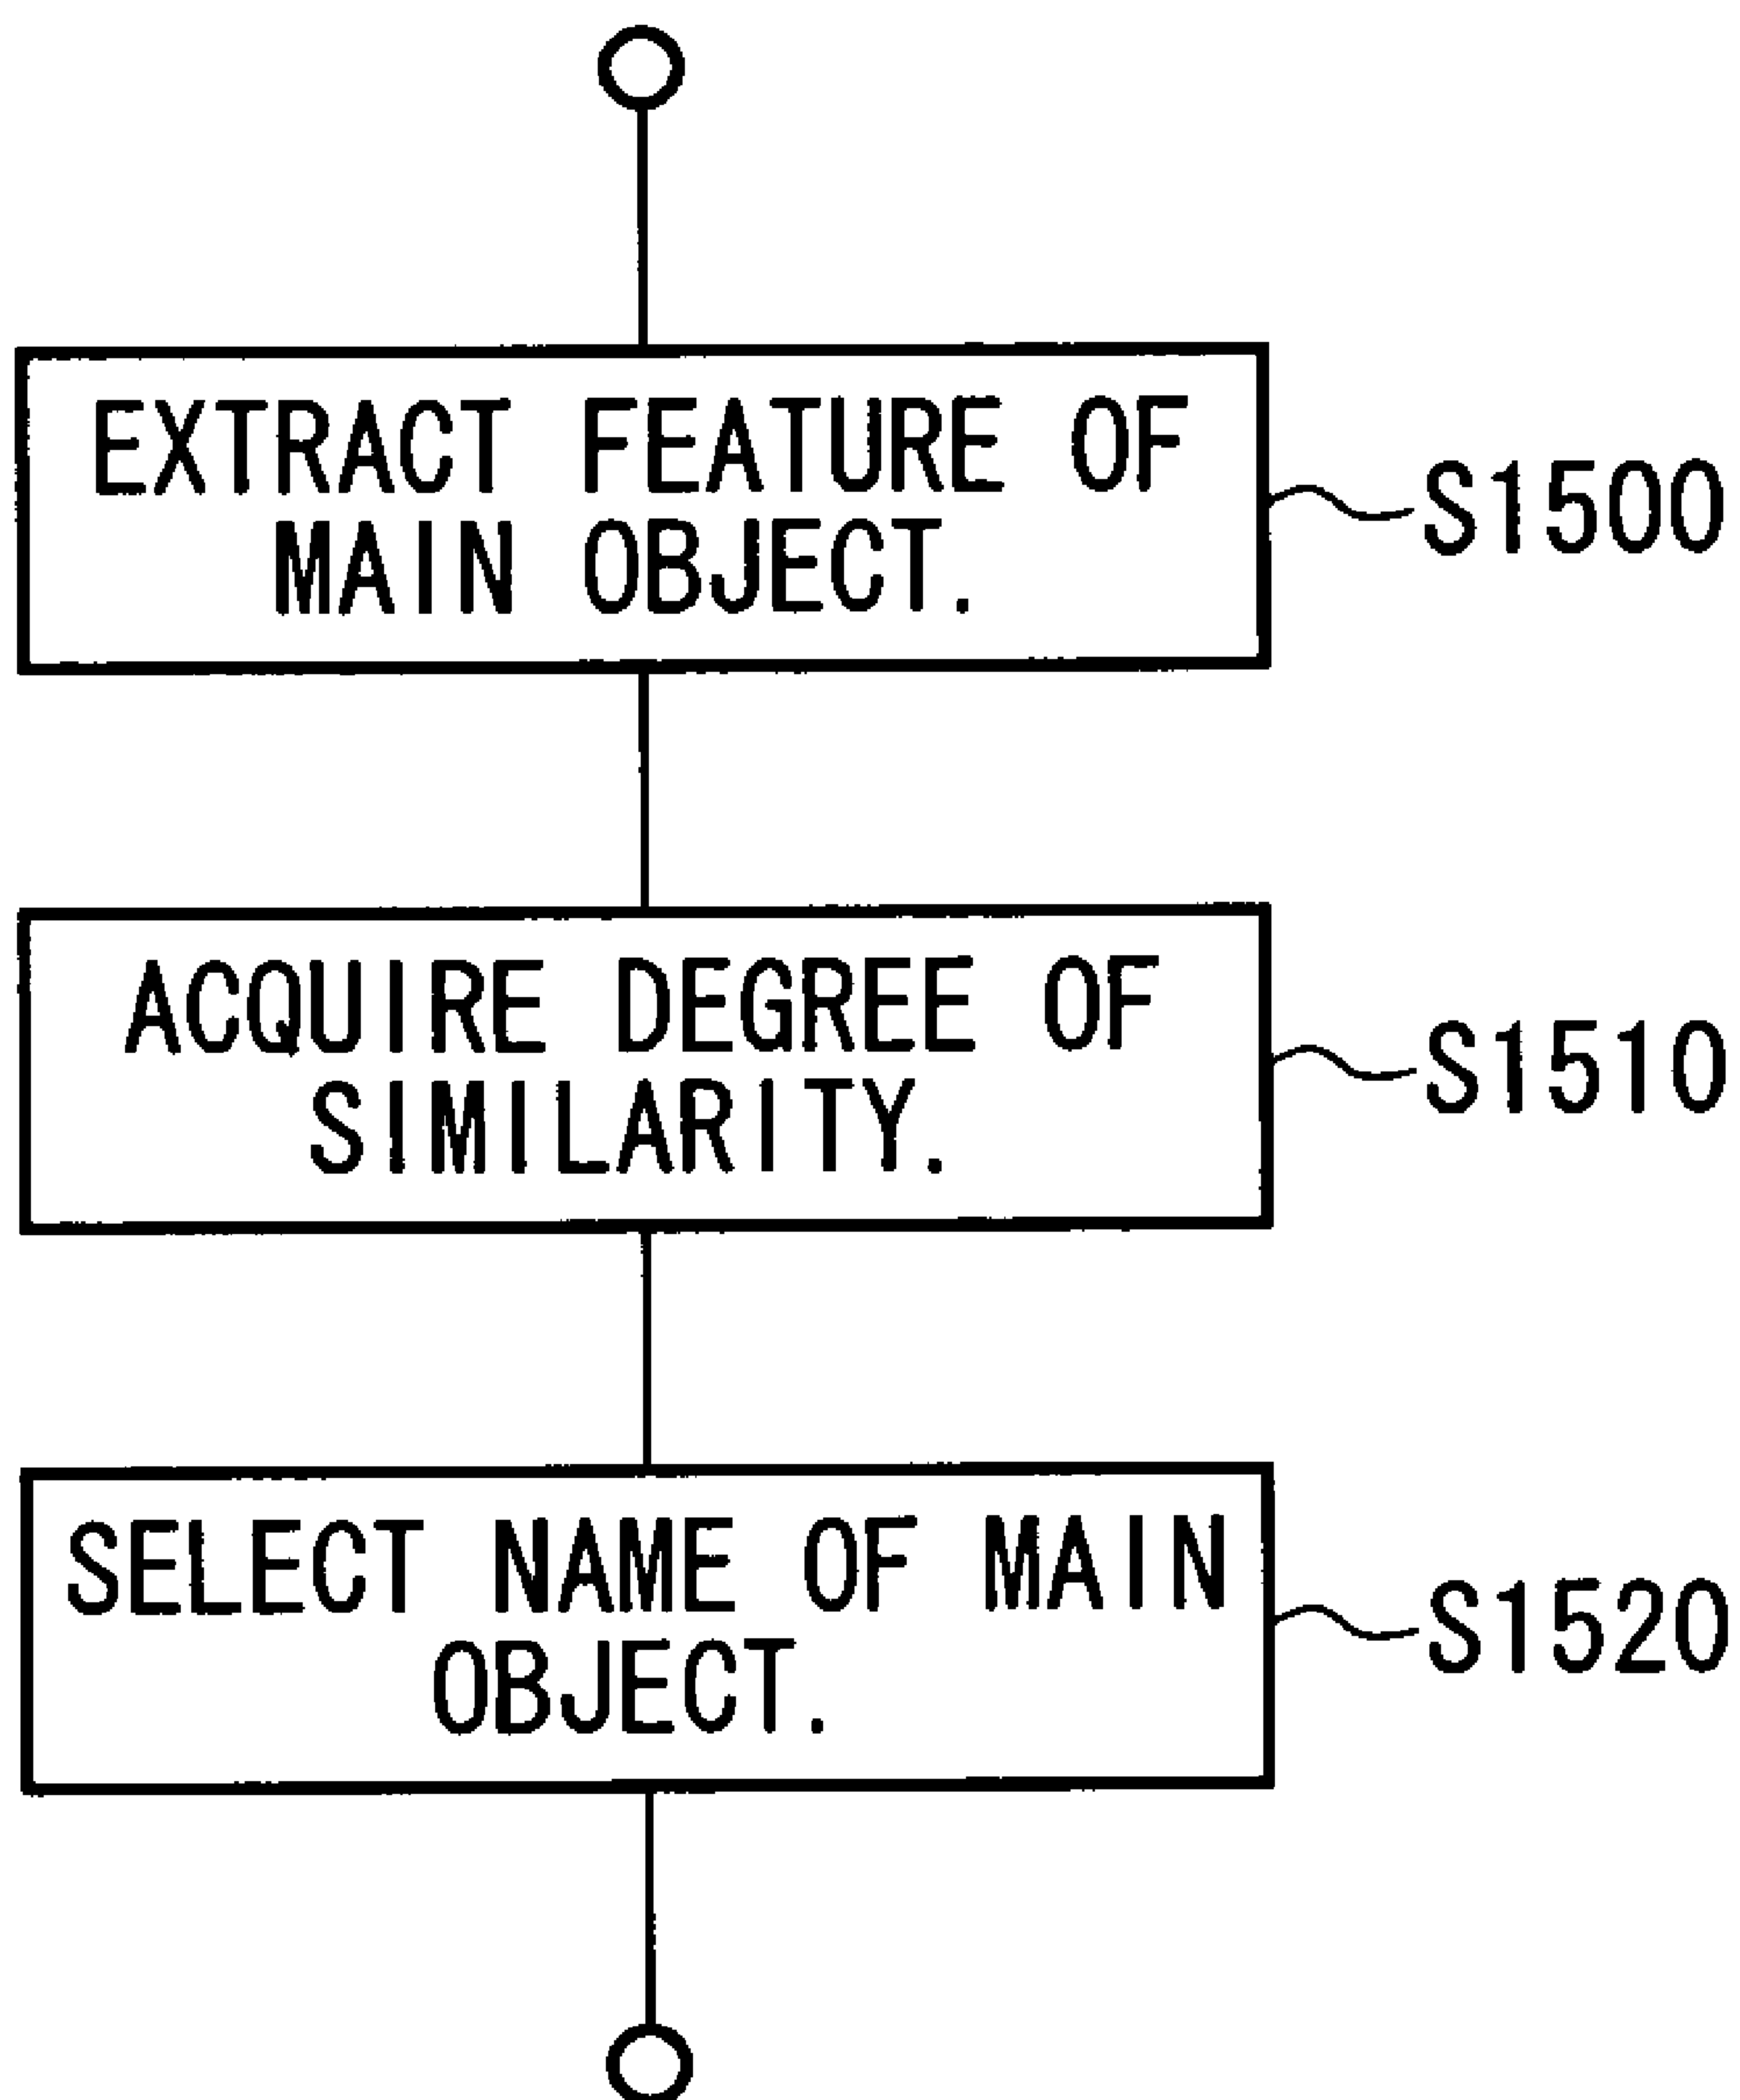 EXTRACT FEATURE OF
MAIN OBJECT.
S1500
ACQUIRE DEGREE OF
SIMILARITY.
S1510
SELECT NAME OF MAIN
OBJECT.
S1520